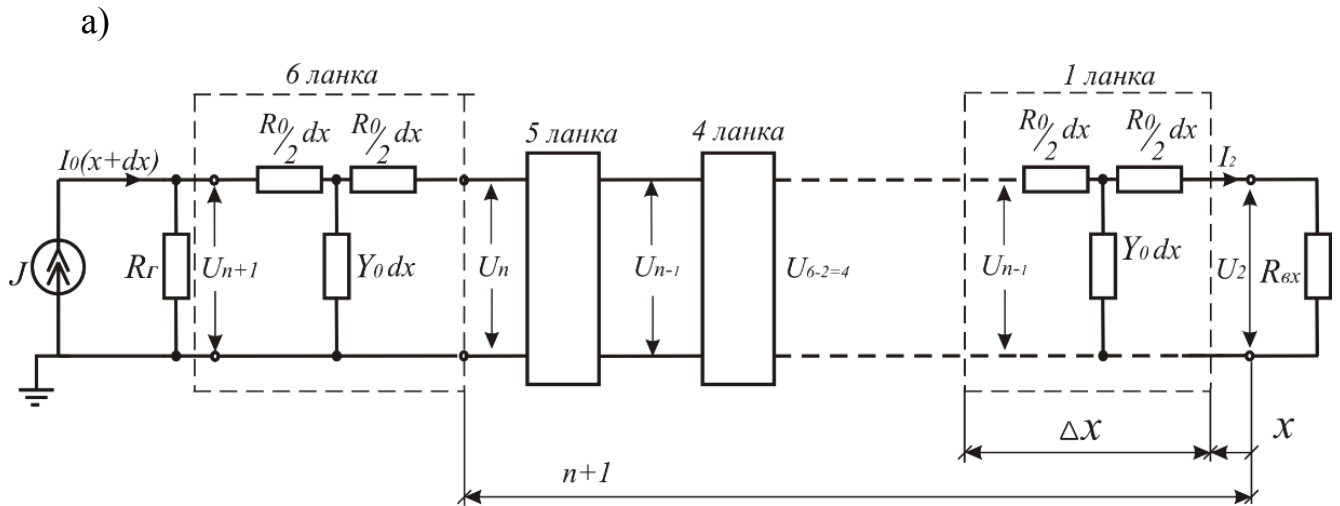 а)
6 ланка
1 ланка
R0/2 dx R0/2 dx
5 ланка
4 ланка
R0/2 dx R0/2 dx
I0(x+dx)
I2
J
Rг
Un+1
Y0 dx
Un
Un-1
U6-2=4
Un-1
Y0 dx
U2
Rвх
Δx
x
n+1